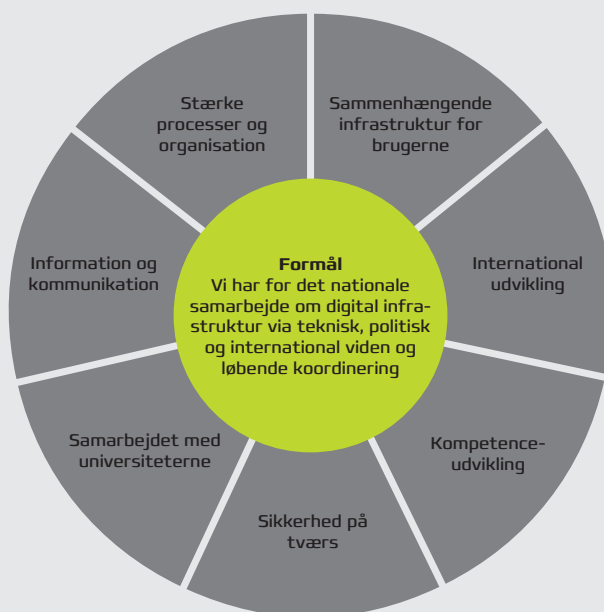 Stærke
processer og
organisation
Sammenhængende
infrastruktur for
brugerne
Information og
kommunikation
Formål
Vi har for det nationale
samarbejde om digital infra-
struktur via teknisk, politisk
og international viden og
løbende koordinering
International
udvikling
Samarbejdet med
universiteterne
Kompetence-
udvikling
Sikkerhed på
tværs